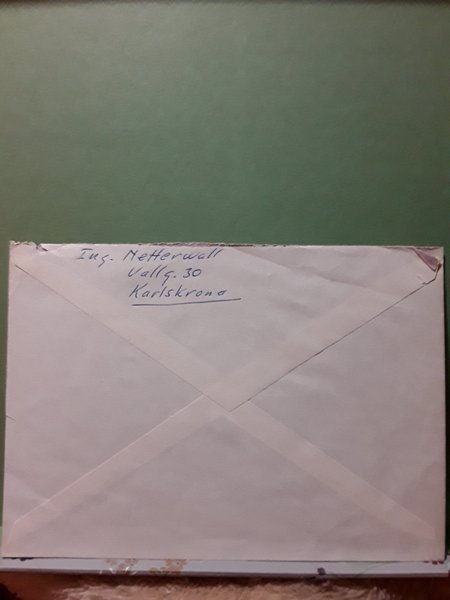 Ing. Netterwall
Vallg. 30
Karlskrona